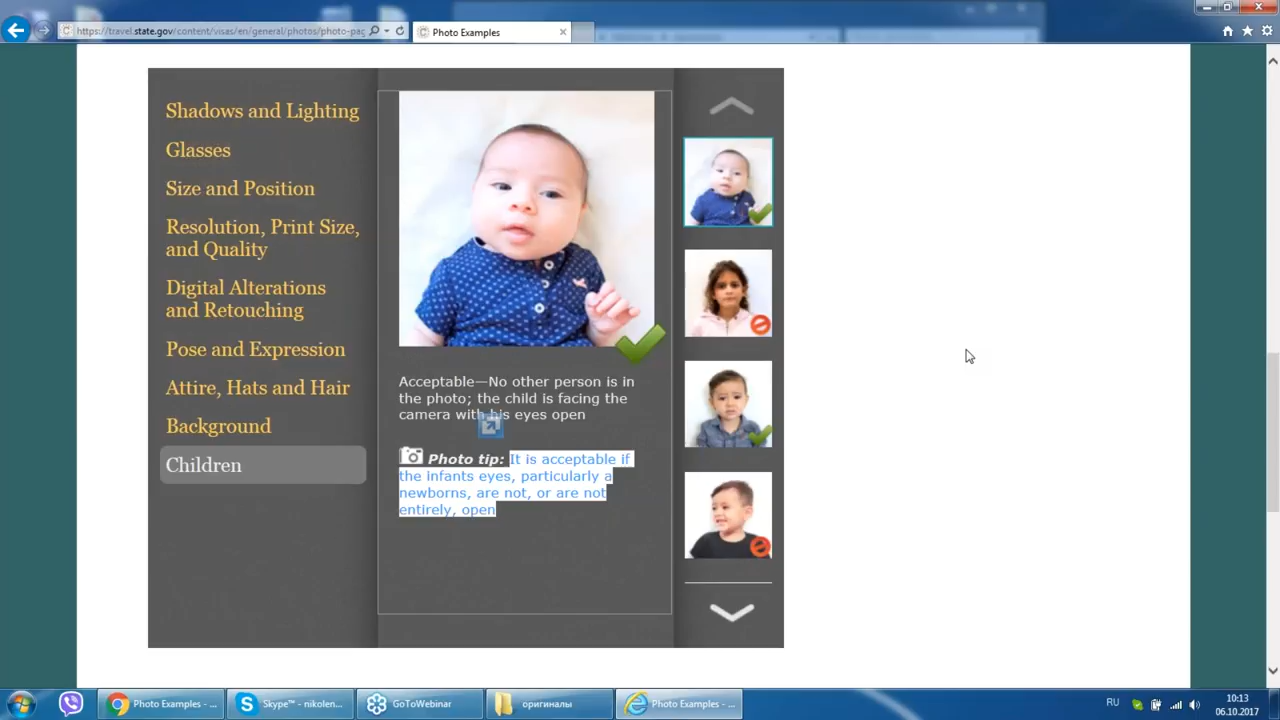 https://travel.state.gov/content/visas/en/general/photos/photo-pag
Photo Examples
Shadows and Lighting
Glasses
Size and Position
Resolution, Print Size,
and Quality
Digital Alterations
and Retouching
Pose and Expression
Attire, Hats and Hair
Background
Children
Acceptable—No other person is in
the photo; the child is facing the
camera with his eyes open
Photo tip: It is acceptable if
the infants eyes, particularly a
newborns, are not, or are not
entirely, open
Photo Examples - ...
Skype™ - nikolen...
GoToWebinar
оригиналы
Photo Examples - ...
RU
10:13
06.10.2017